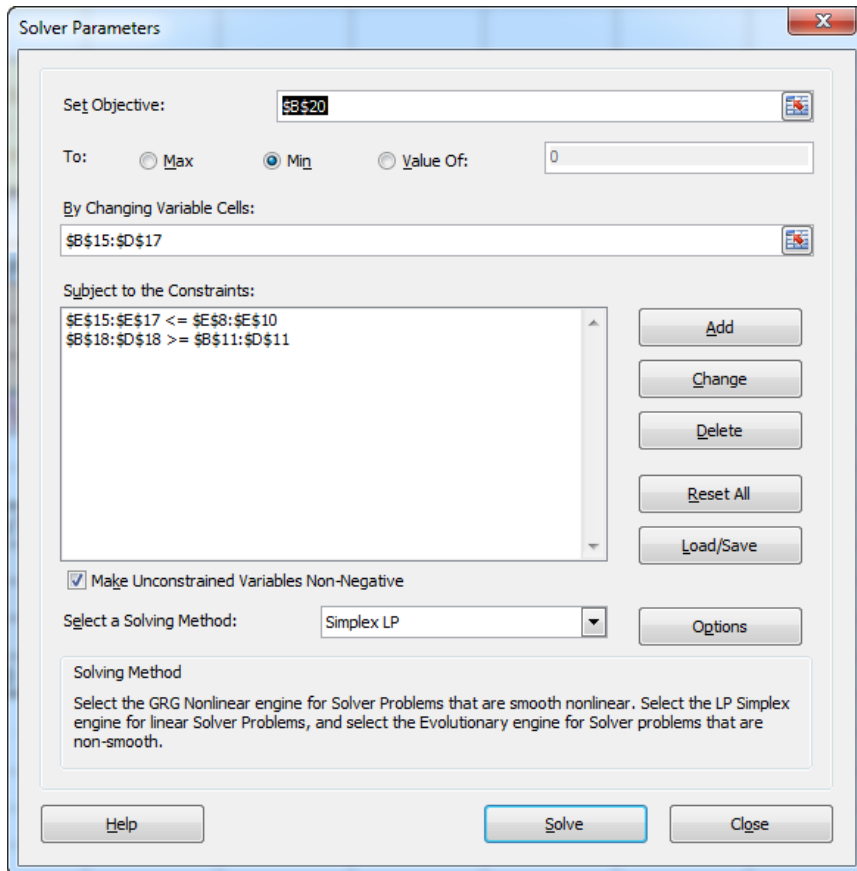 Solver Parameters
Set Objective: $B$20
To: Max Min Value Of: 0
By Changing Variable Cells:
$B$15:$D$17
Subject to the Constraints:
$E$15:$E$17 <= $E$8:$E$10
$B$18:$D$18 >= $B$11:$D$11
Add
Change
Delete
Reset All
Load/Save
Make Unconstrained Variables Non-Negative
Select a Solving Method: Simplex LP Options
Solving Method
Select the GRG Nonlinear engine for Solver Problems that are smooth nonlinear. Select the LP Simplex
engine for linear Solver Problems, and select the Evolutionary engine for Solver problems that are
non-smooth.
Help Solve Close